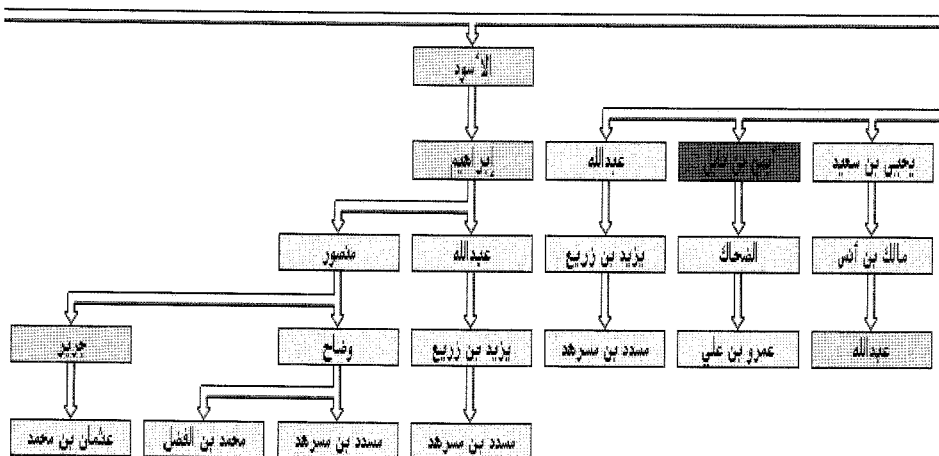 الأسود
يحيى بن سعيد
عبدالله
إبراهيم
مالك بن أنس
الضحاك
يزيد بن زريع
عبدالله
منصور
عبدالله
عمرو بن علي
مسدد بن مسرهد
يزيد بن زريع
وضاح
جرير
مسدد بن مسرهد
مسدد بن مسرهد
محمد بن الفضل
عثمان بن محمد